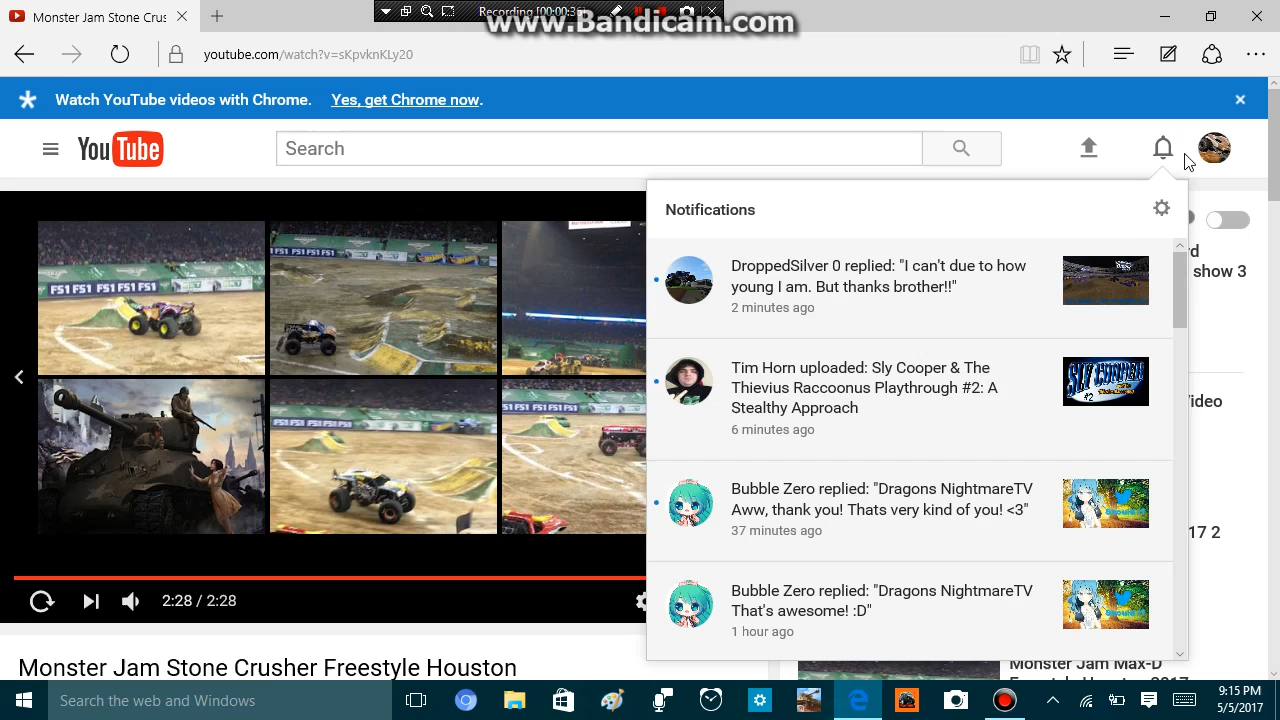 Monster Jam Stone Crus
Recording [00:00:36]
www.Bandicam.com
youtube.com/watch?v=sKpvknKLy20
Watch YouTube videos with Chrome. Yes, get Chrome now.
YouTube
Search
Notifications
DroppedSilver 0 replied: "I can't due to how
young I am. But thanks brother!!"
2 minutes ago
Tim Horn uploaded: Sly Cooper & The
Thievius Raccoonus Playthrough #2: A
Stealthy Approach
6 minutes ago
SLY COOPER
#2
Bubble Zero replied: "Dragons NightmareTV
Aww, thank you! Thats very kind of you! <3"
37 minutes ago
Bubble Zero replied: "Dragons NightmareTV
That's awesome! :D"
1 hour ago
rd
show 3
ideo
17 2
FS1 FS1 FS1
2:28 / 2:28
Monster Jam Stone Crusher Freestyle Houston
Monster Jam Max-D
Search the web and Windows
9:15 PM
5/5/2017